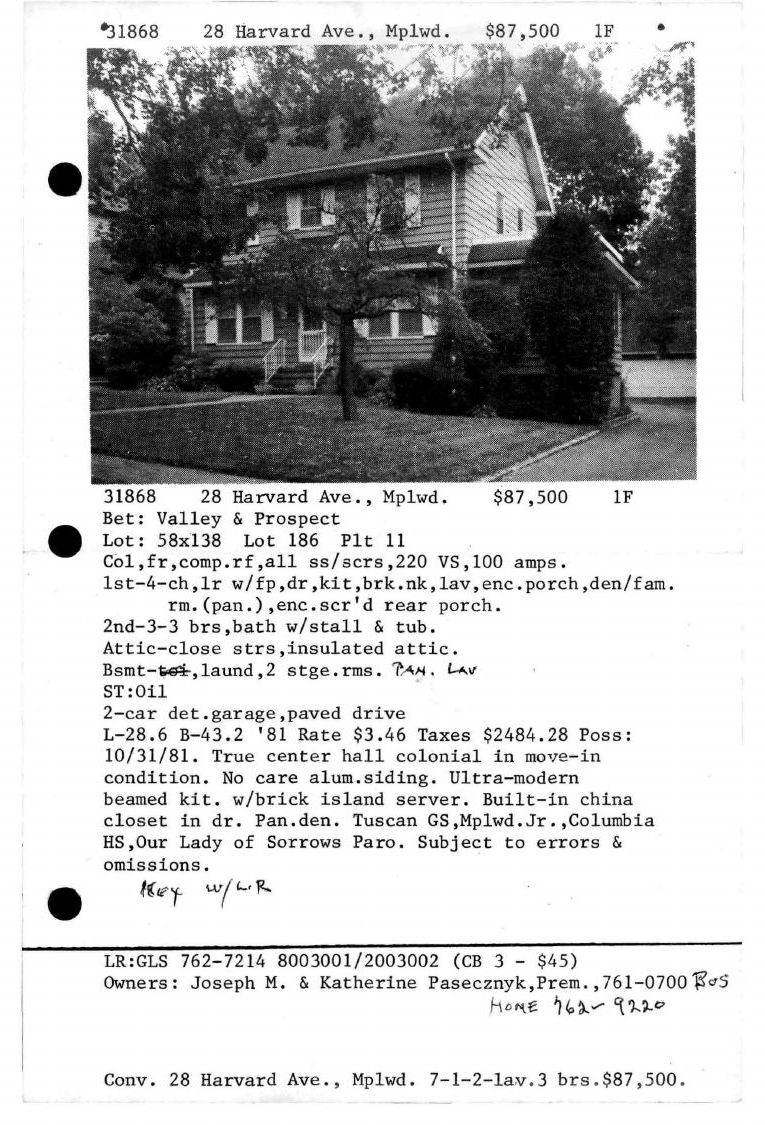 31868 28 Harvard Ave., Mplwd. $87,500 1F
31868 28 Harvard Ave., Mplwd. $87,500 1F
Bet: Valley & Prospect
Lot: 58x138 Lot 186 Plt 11
Col,fr,comp.rf,all ss/scrs,220 VS,100 amps.
1st-4-ch,lr w/fp,dr,kit,brk.nk,lav,enc.porch,den/fam.
rm.(pan.),enc.scr'd rear porch.
2nd-3-3 brs,bath w/stall & tub.
Attic-close strs,insulated attic.
Bsmt-toi,laund,2 stge.rms. PAN. LAV
ST:Oil
2-car det.garage,paved drive
L-28.6 B-43.2 '81 Rate $3.46 Taxes $2484.28 Poss:
10/31/81. True center hall colonial in move-in
condition. No care alum.siding. Ultra-modern
beamed kit. w/brick island server. Built-in china
closet in dr. Pan.den. Tuscan GS,Mplwd.Jr.,Columbia
HS,Our Lady of Sorrows Paro. Subject to errors &
omissions.
Key w/L.R
LR:GLS 762-7214 8003001/2003002 (CB 3 - $45)
Owners: Joseph M. & Katherine Pasecznyk,Prem.,761-0700 BUS
HOME 762-9220
Conv. 28 Harvard Ave., Mplwd. 7-1-2-lav.3 brs.$87,500.